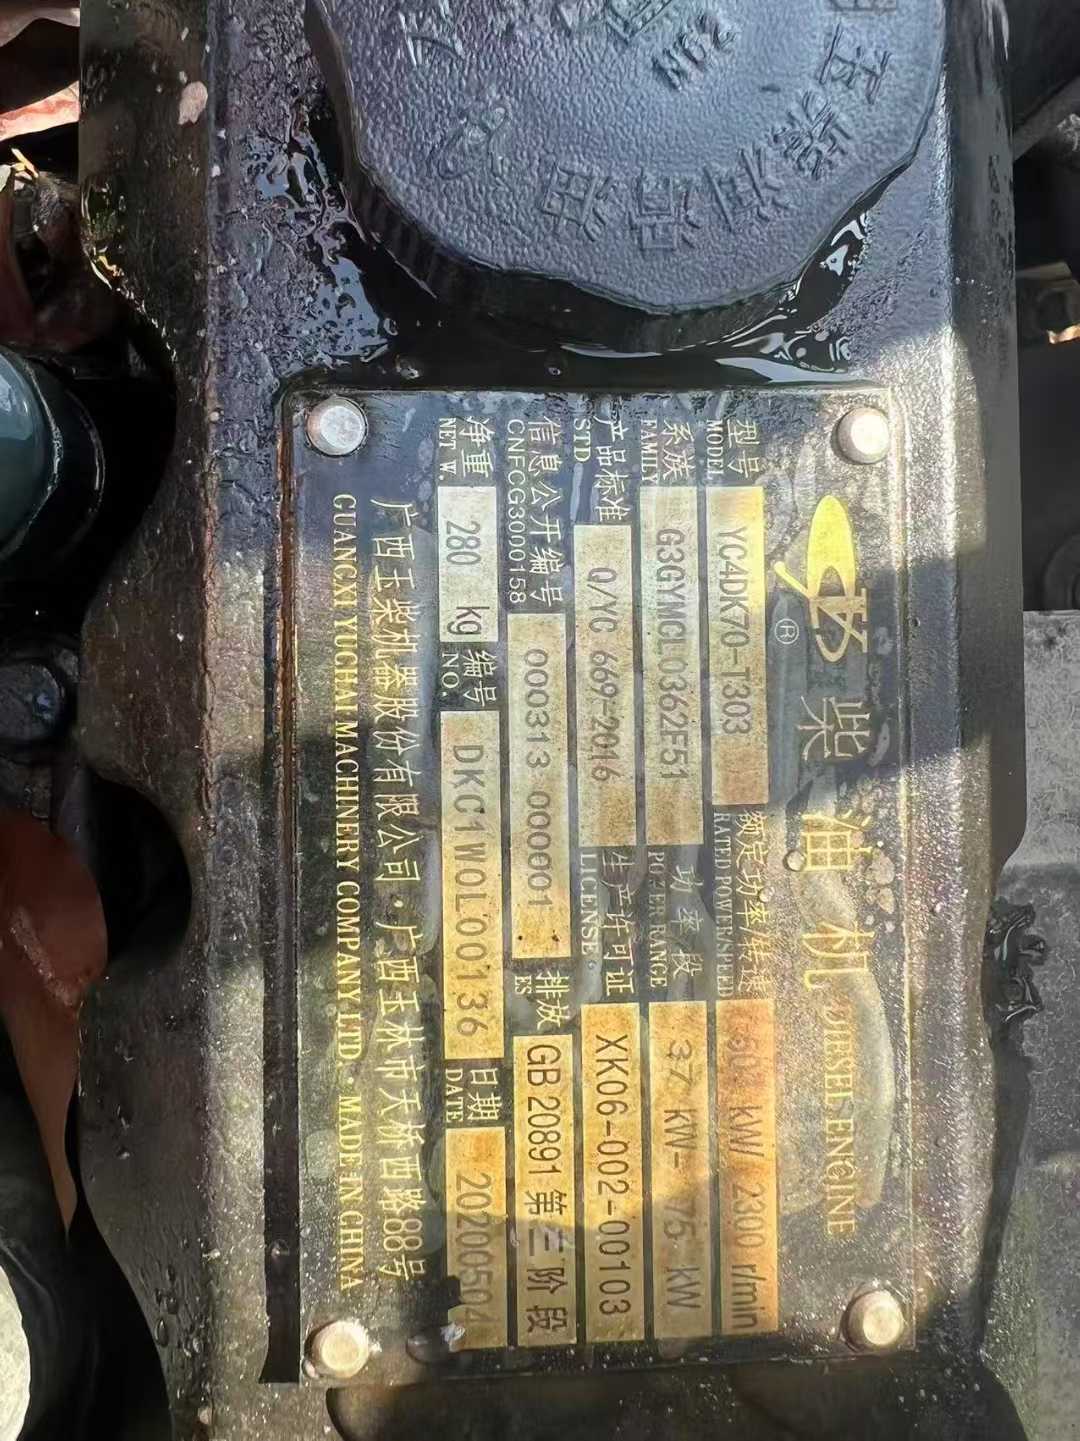 柴油机 DIESEL ENGINE
型号 MODEL YC4DK70-T303 额定功率/转速 RATED POWER/SPEED 50 kW/ 2300 r/min
系族 FAMILY G3GYMCL0362F51 功率段 POWER RANGE 37 KW- 75 KW
产品标准 STD Q/YC 669-2016 生产许可证 LICENSE. XK06-002-00103
信息公开编号 CNFCG3000158 000313 000001 排放 ES GB 20891 第三阶段
净重 NET W. 280 kg 编号 NO. DKC1W0L00136 日期 DATE 20200504
广西玉柴机器股份有限公司·广西玉林市天桥西路88号
GUANGXI YUCHAI MACHINERY COMPANY LTD. · MADE IN CHINA